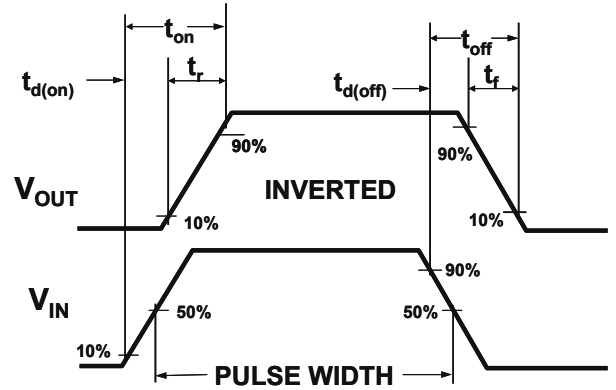 t_on
t_off
t_d(on)
t_r
t_d(off)
t_f
90%
90%
V_OUT
INVERTED
10%
10%
90%
V_IN
50%
50%
10%
PULSE WIDTH